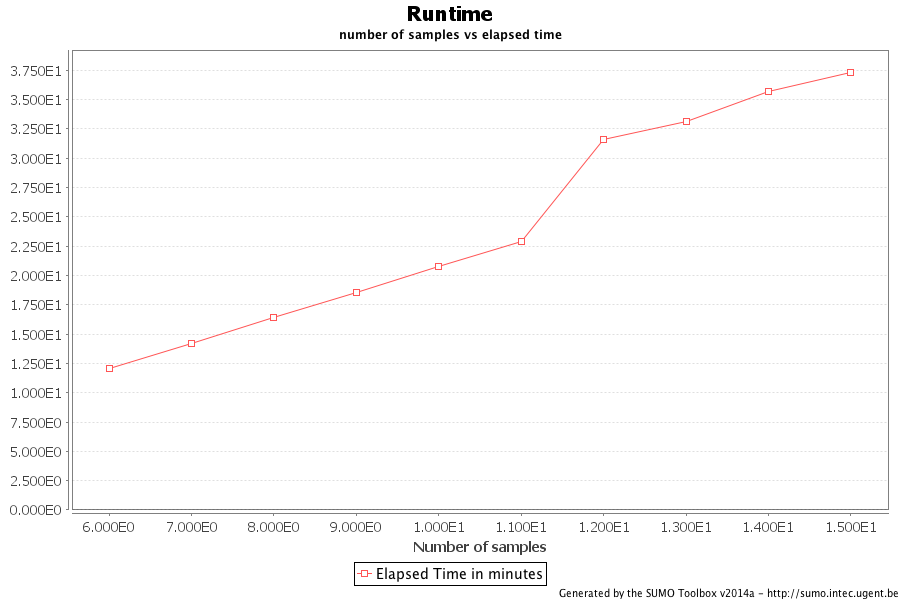 Runtime
number of samples vs elapsed time
3.750E1
3.500E1
3.250E1
3.000E1
2.750E1
2.500E1
2.250E1
2.000E1
1.750E1
1.500E1
1.250E1
1.000E1
7.500E0
5.000E0
2.500E0
0.000E0
6.000E0 7.000E0 8.000E0 9.000E0 1.000E1 1.100E1 1.200E1 1.300E1 1.400E1 1.500E1
Number of samples
Elapsed Time in minutes
Generated by the SUMO Toolbox v2014a - http://sumo.intec.ugent.be